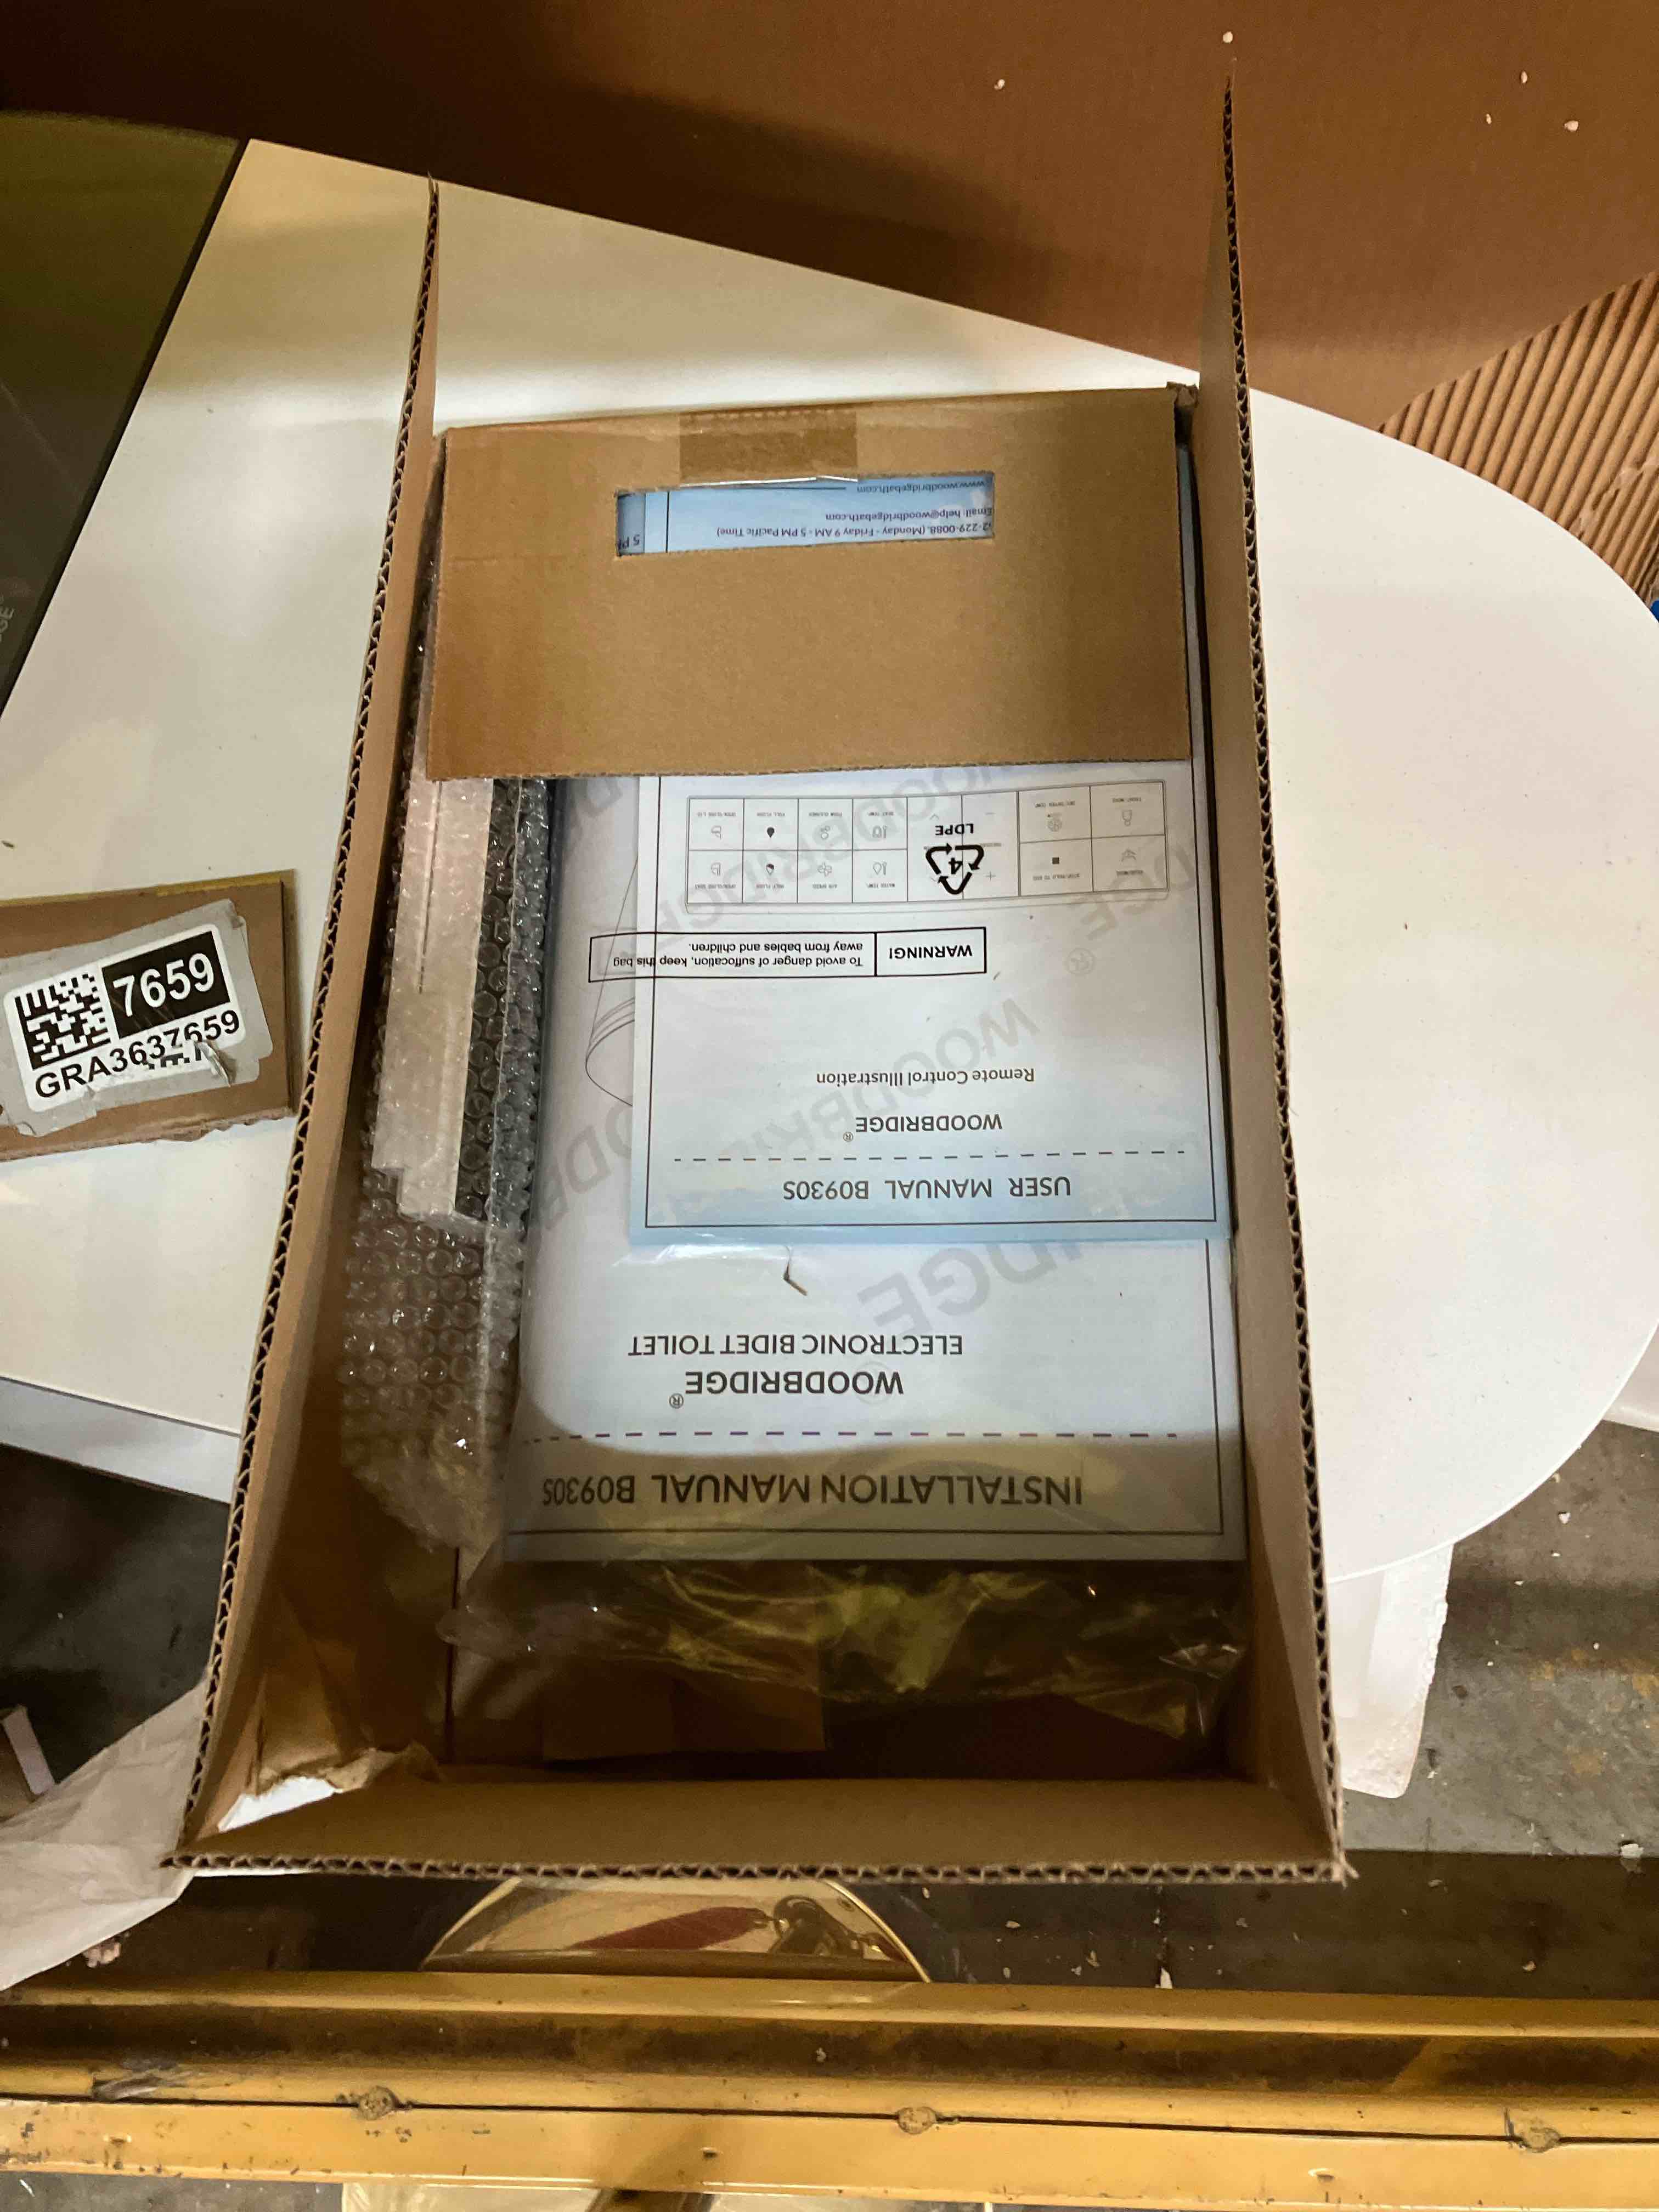 INSTALLATION MANUAL B0930S
WOODBRIDGE®
ELECTRONIC BIDET TOILET
USER MANUAL B0930S
WOODBRIDGE®
Remote Control Illustration
WARNING!
To avoid danger of suffocation, keep this bag
away from babies and children.
4
LDPE
2-229-0088, (Monday - Friday 9 AM - 5 PM Pacific Time)
Email: help@woodbridgebath.com
www.woodbridgebath.com
5 P
WOODBRIDGE
7659
GRA3637659